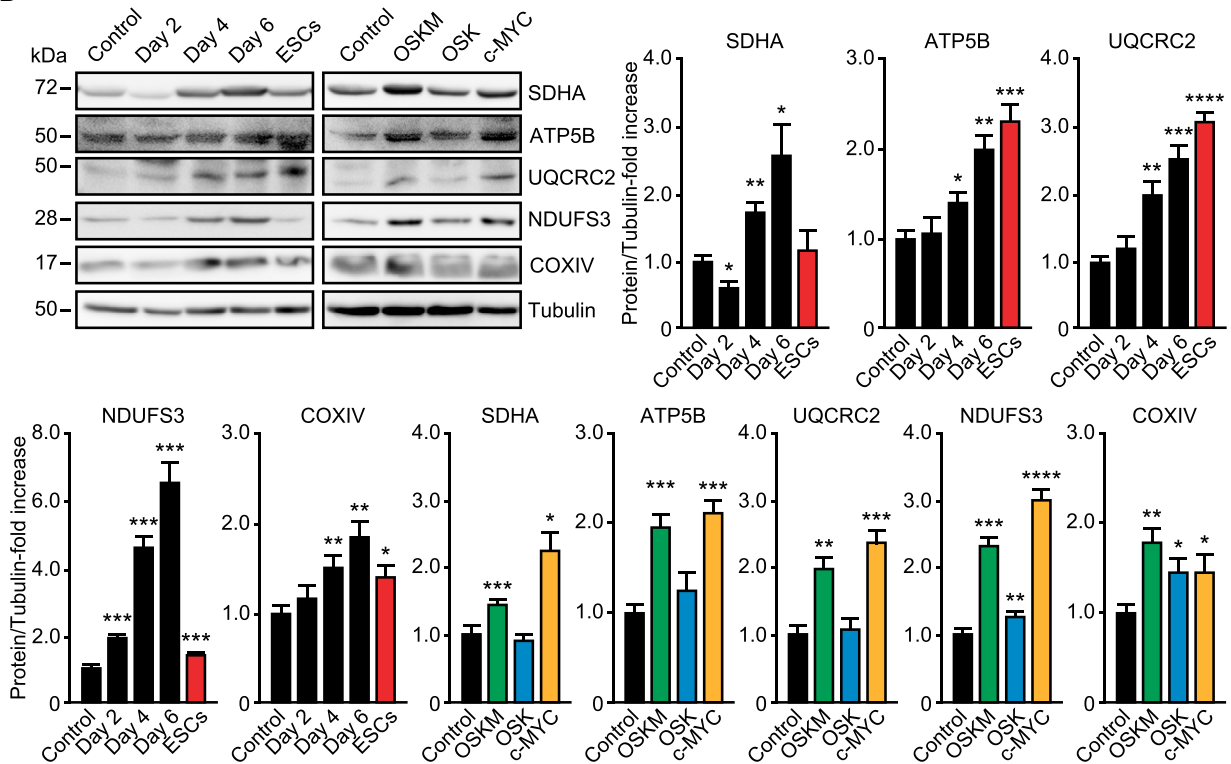 kDa
Control Day 2 Day 4 Day 6 ESCs
Control OSKM OSK c-MYC
72
SDHA
50
ATP5B
50
UQCRC2
28
NDUFS3
17
COXIV
50
Tubulin
SDHA
Protein/Tubulin-fold increase
4.0
3.0
2.0
1.0
0
* ** *
Control Day 2 Day 4 Day 6 ESCs
ATP5B
3.0
2.0
1.0
0
* ** ***
Control Day 2 Day 4 Day 6 ESCs
UQCRC2
4.0
3.0
2.0
1.0
0
** *** ****
Control Day 2 Day 4 Day 6 ESCs
NDUFS3
Protein/Tubulin-fold increase
8.0
6.0
4.0
2.0
0
*** *** *** ***
Control Day 2 Day 4 Day 6 ESCs
COXIV
3.0
2.0
1.0
0
** ** *
Control Day 2 Day 4 Day 6 ESCs
SDHA
4.0
3.0
2.0
1.0
0
*** *
Control OSKM OSK c-MYC
ATP5B
3.0
2.0
1.0
0
*** ***
Control OSKM OSK c-MYC
UQCRC2
4.0
3.0
2.0
1.0
0
** ***
Control OSKM OSK c-MYC
NDUFS3
4.0
3.0
2.0
1.0
0
*** ** ****
Control OSKM OSK c-MYC
COXIV
3.0
2.0
1.0
0
** * *
Control OSKM OSK c-MYC